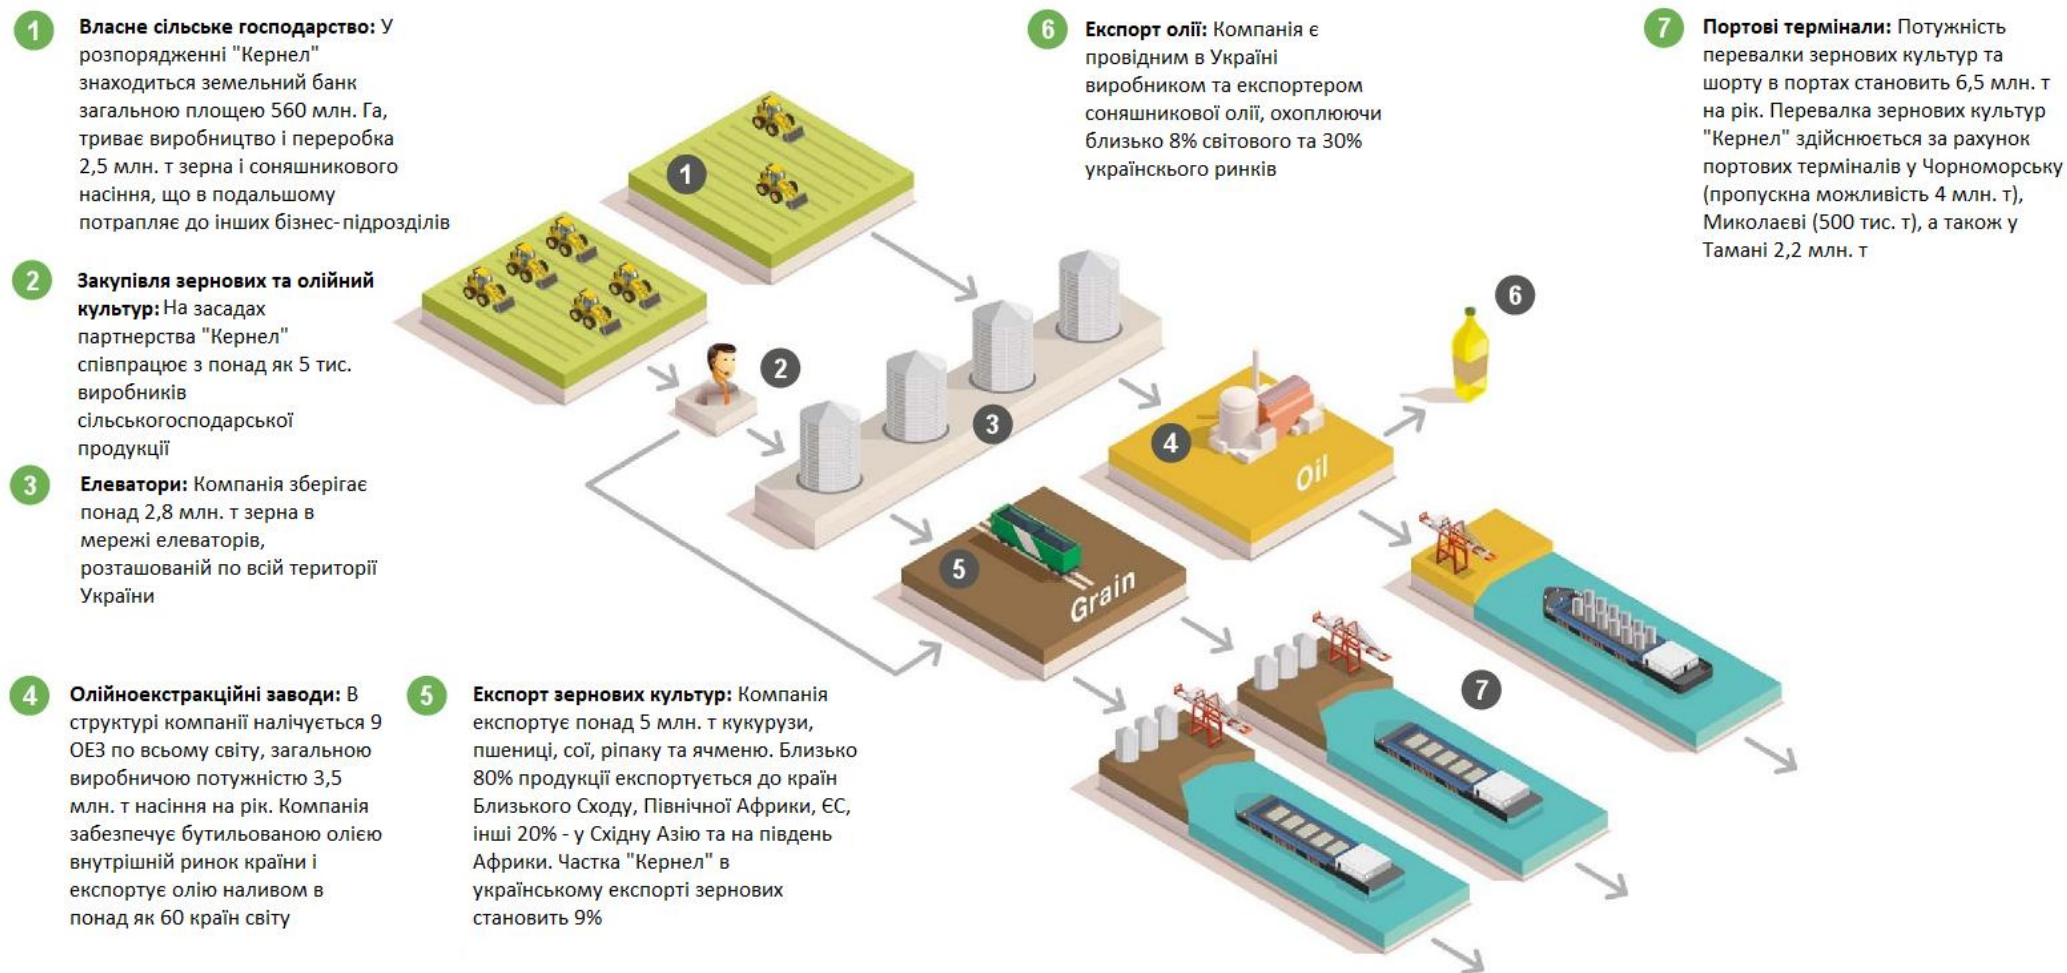 1
Власне сільське господарство: У
розпорядженні "Кернел"
знаходиться земельний банк
загальною площею 560 млн. Га,
триває виробництво і переробка
2,5 млн. т зерна і соняшникового
насіння, що в подальшому
потрапляє до інших бізнес-підрозділів
2
Закупівля зернових та олійний
культур: На засадах
партнерства "Кернел"
співпрацює з понад як 5 тис.
виробників
сільськогосподарської
продукції
3
Елеватори: Компанія зберігає
понад 2,8 млн. т зерна в
мережі елеваторів,
розташованій по всій території
України
4
Олійноекстракційні заводи: В
структурі компанії налічується 9
ОЕЗ по всьому світу, загальною
виробничою потужністю 3,5
млн. т насіння на рік. Компанія
забезпечує бутильованою олією
внутрішній ринок країни і
експортує олію наливом в
понад як 60 країн світу
5
Експорт зернових культур: Компанія
експортує понад 5 млн. т кукурузи,
пшениці, сої, ріпаку та ячменю. Близько
80% продукції експортується до країн
Близького Сходу, Північної Африки, ЄС,
інші 20% - у Східну Азію та на південь
Африки. Частка "Кернел" в
українському експорті зернових
становить 9%
6
Експорт олії: Компанія є
провідним в Україні
виробником та експортером
соняшникової олії, охоплюючи
близько 8% світового та 30%
українскього ринків
7
Портові термінали: Потужність
перевалки зернових культур та
шорту в портах становить 6,5 млн. т
на рік. Перевалка зернових культур
"Кернел" здійснюється за рахунок
портових терміналів у Чорноморську
(пропускна можливість 4 млн. т),
Миколаєві (500 тис. т), а також у
Тамані 2,2 млн. т
1
2
3
4
Oil
5
Grain
6
7